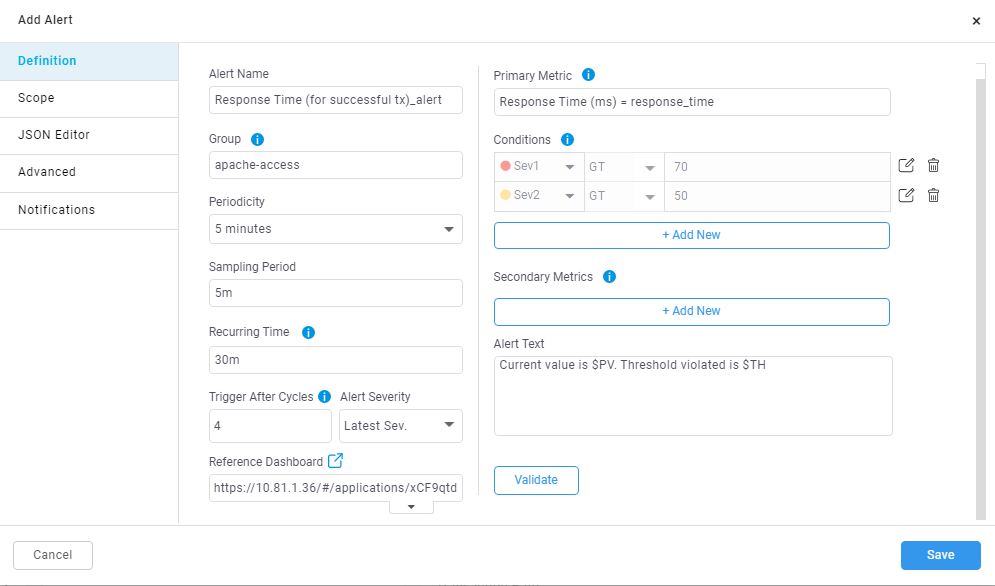 Add Alert
×
Definition
Scope
JSON Editor
Advanced
Notifications
Alert Name
Response Time (for successful tx)_alert
Group
apache-access
Periodicity
5 minutes
Sampling Period
5m
Recurring Time
30m
Trigger After Cycles
Alert Severity
4
Latest Sev.
Reference Dashboard
https://10.81.1.36/#/applications/xCF9qtd
Primary Metric
Response Time (ms) = response_time
Conditions
Sev1 GT 70
Sev2 GT 50
+ Add New
Secondary Metrics
+ Add New
Alert Text
Current value is $PV. Threshold violated is $TH
Validate
Cancel
Save